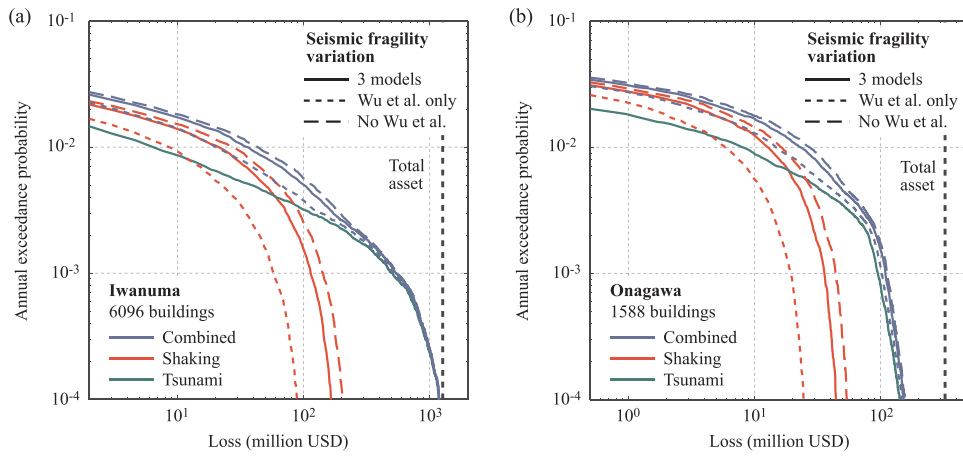 (a)
10^-1
10^-2
10^-3
10^-4
Annual exceedance probability
Seismic fragility
variation
3 models
Wu et al. only
No Wu et al.
Total
asset
Iwanuma
6096 buildings
Combined
Shaking
Tsunami
10^1
10^2
10^3
Loss (million USD)
(b)
10^-1
10^-2
10^-3
10^-4
Annual exceedance probability
Seismic fragility
variation
3 models
Wu et al. only
No Wu et al.
Total
asset
Onagawa
1588 buildings
Combined
Shaking
Tsunami
10^0
10^1
10^2
Loss (million USD)